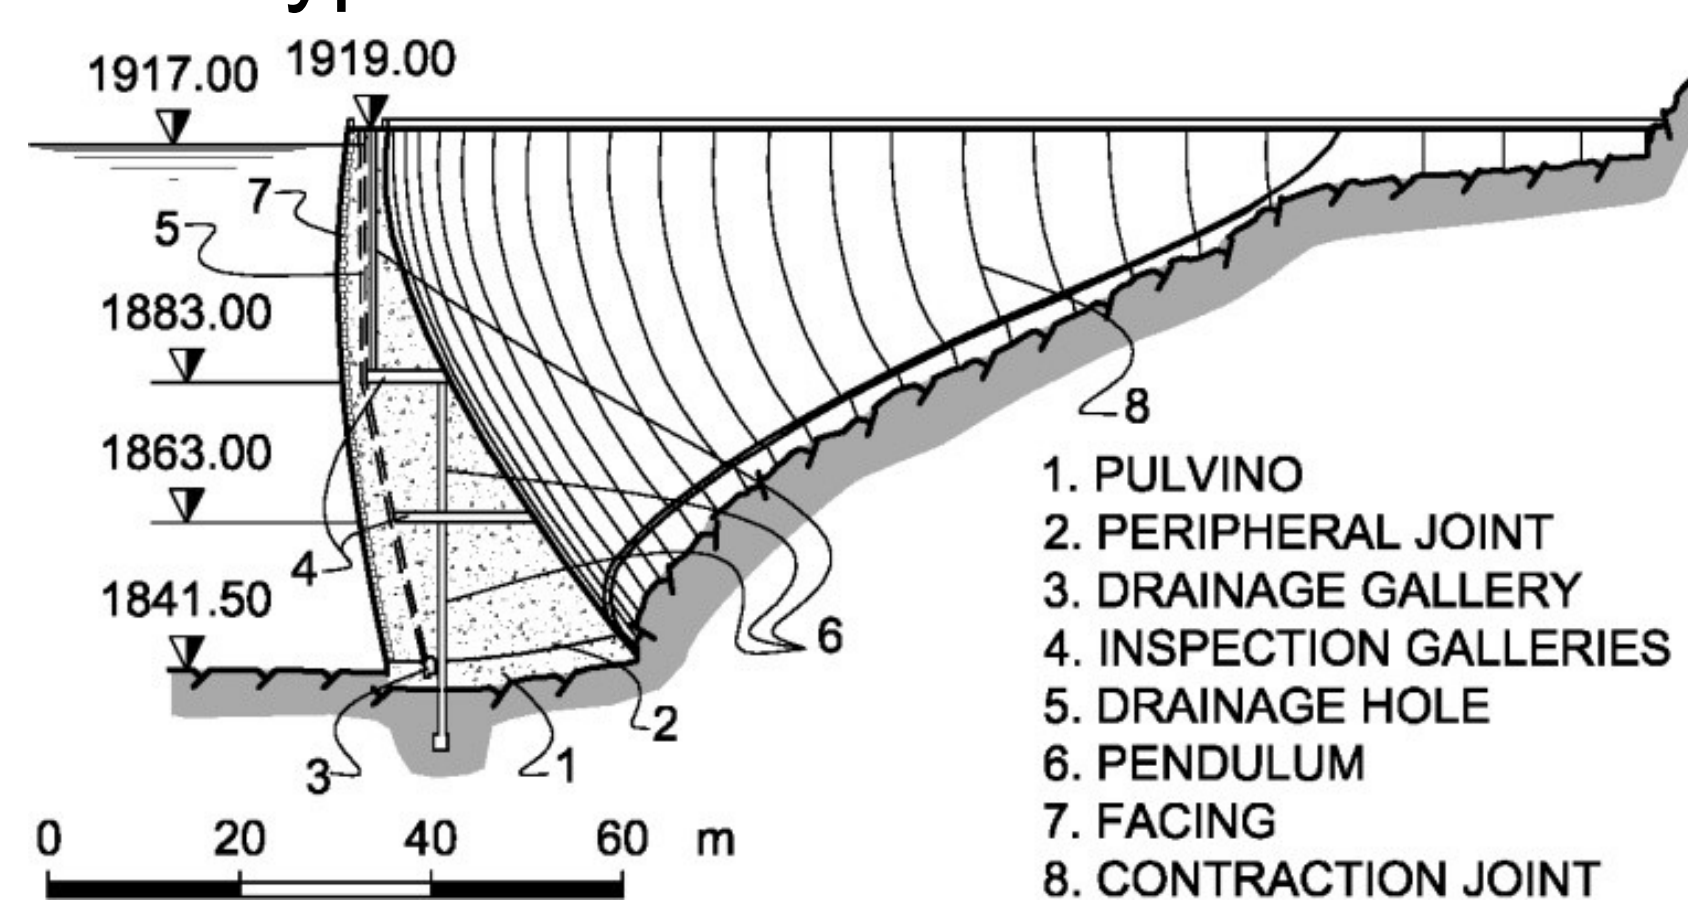 1917.00 1919.00
7
5
1883.00
8
1863.00
4
1841.50
6
2
3 1
0 20 40 60 m
1. PULVINO
2. PERIPHERAL JOINT
3. DRAINAGE GALLERY
4. INSPECTION GALLERIES
5. DRAINAGE HOLE
6. PENDULUM
7. FACING
8. CONTRACTION JOINT